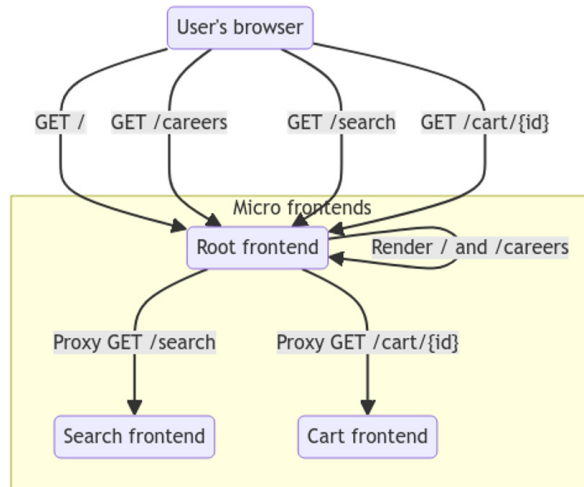 User's browser
GET /
GET /careers
GET /search
GET /cart/{id}
Micro frontends
Root frontend
Render / and /careers
Proxy GET /search
Proxy GET /cart/{id}
Search frontend
Cart frontend